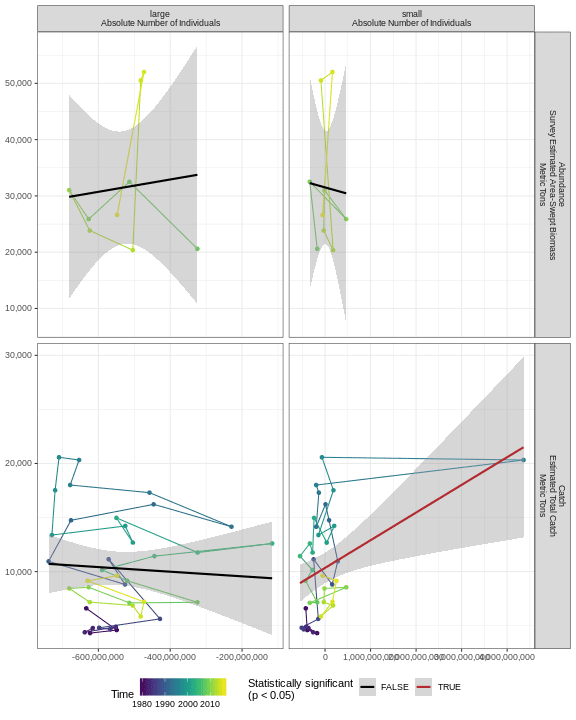 large
Absolute Number of Individuals
small
Absolute Number of Individuals
50,000
40,000
30,000
20,000
10,000
Abundance
Survey Estimated Area-Swept Biomass
Metric Tons
30,000
20,000
10,000
Catch
Estimated Total Catch
Metric Tons
-600,000,000
-400,000,000
-200,000,000
0
1,000,000,000
2,000,000,000
3,000,000,000
4,000,000,000
Time
1980 1990 2000 2010
Statistically significant
(p < 0.05)
FALSE
TRUE